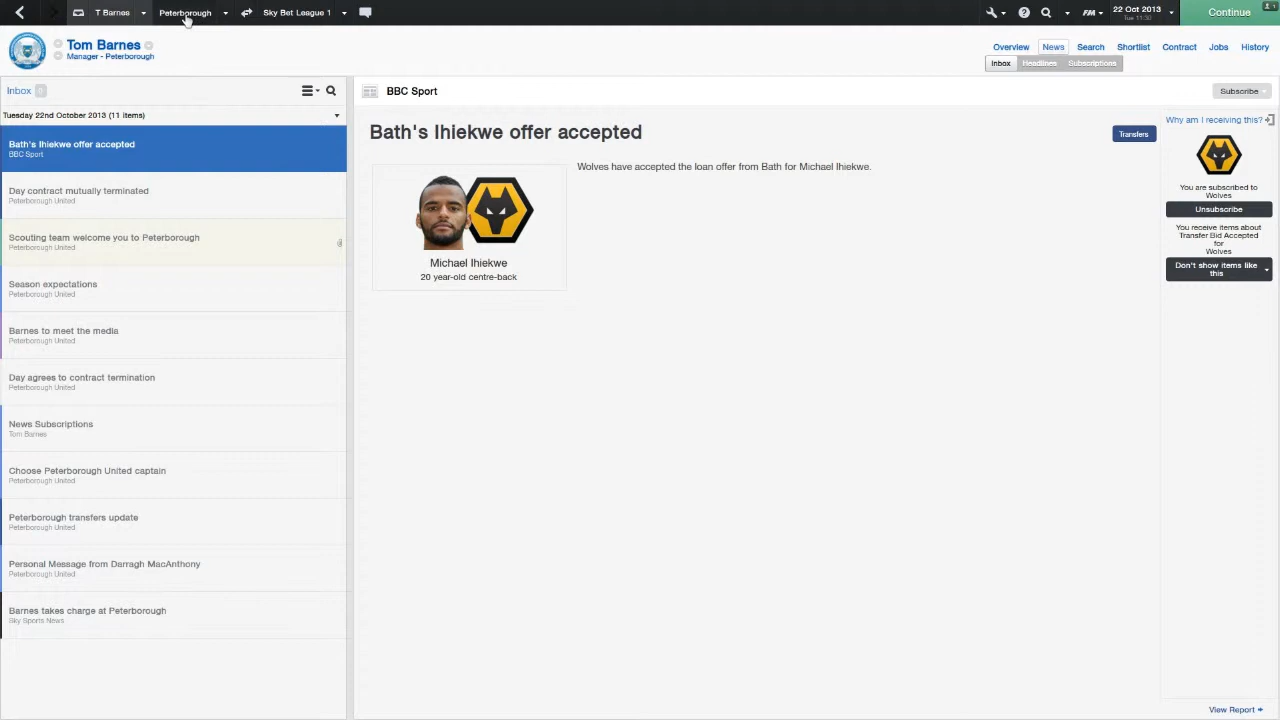 T Barnes
Peterborough
Sky Bet League 1
FM
22 Oct 2013
Tue 11:30
Continue
1
Tom Barnes
Manager - Peterborough
Overview
News
Search
Shortlist
Contract
Jobs
History
Inbox
Headlines
Subscriptions
Inbox
Tuesday 22nd October 2013 (11 items)
Bath's Ihiekwe offer accepted
BBC Sport
Day contract mutually terminated
Peterborough United
Scouting team welcome you to Peterborough
Peterborough United
Season expectations
Peterborough United
Barnes to meet the media
Peterborough United
Day agrees to contract termination
Peterborough United
News Subscriptions
Tom Barnes
Choose Peterborough United captain
Peterborough United
Peterborough transfers update
Peterborough United
Personal Message from Darragh MacAnthony
Peterborough United
Barnes takes charge at Peterborough
Sky Sports News
BBC Sport
Subscribe
Bath's Ihiekwe offer accepted
Transfers
Wolves have accepted the loan offer from Bath for Michael Ihiekwe.
Michael Ihiekwe
20 year-old centre-back
Why am I receiving this?
You are subscribed to
Wolves
Unsubscribe
You receive items about
Transfer Bid Accepted
for
Wolves
Don't show items like
this
View Report